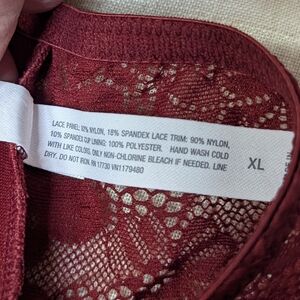 LACE PANEL: 82% NYLON, 18% SPANDEX LACE TRIM: 90% NYLON,
10% SPANDEX CUP LINING: 100% POLYESTER. HAND WASH COLD
WITH LIKE COLORS, ONLY NON-CHLORINE BLEACH IF NEEDED. LINE
DRY. DO NOT IRON. RN 17730 VN1179480
XL